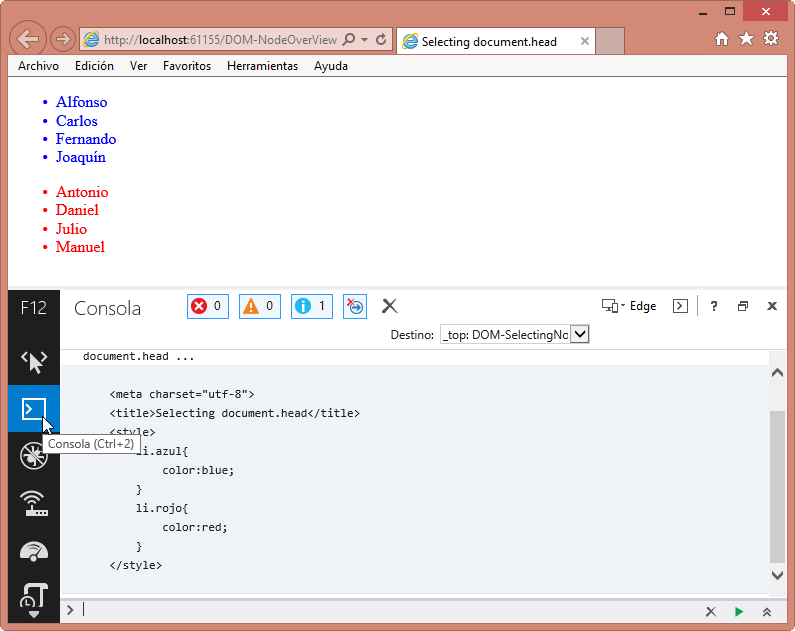 http://localhost:61155/DOM-NodeOverView
Selecting document.head
Archivo Edición Ver Favoritos Herramientas Ayuda
• Alfonso
• Carlos
• Fernando
• Joaquín
• Antonio
• Daniel
• Julio
• Manuel
F12 Consola 0 0 1 Edge ?
Destino: _top: DOM-SelectingNo
document.head ...
<meta charset="utf-8">
<title>Selecting document.head</title>
<style>
Consola (Ctrl+2)
li.azul{
color:blue;
}
li.rojo{
color:red;
}
</style>